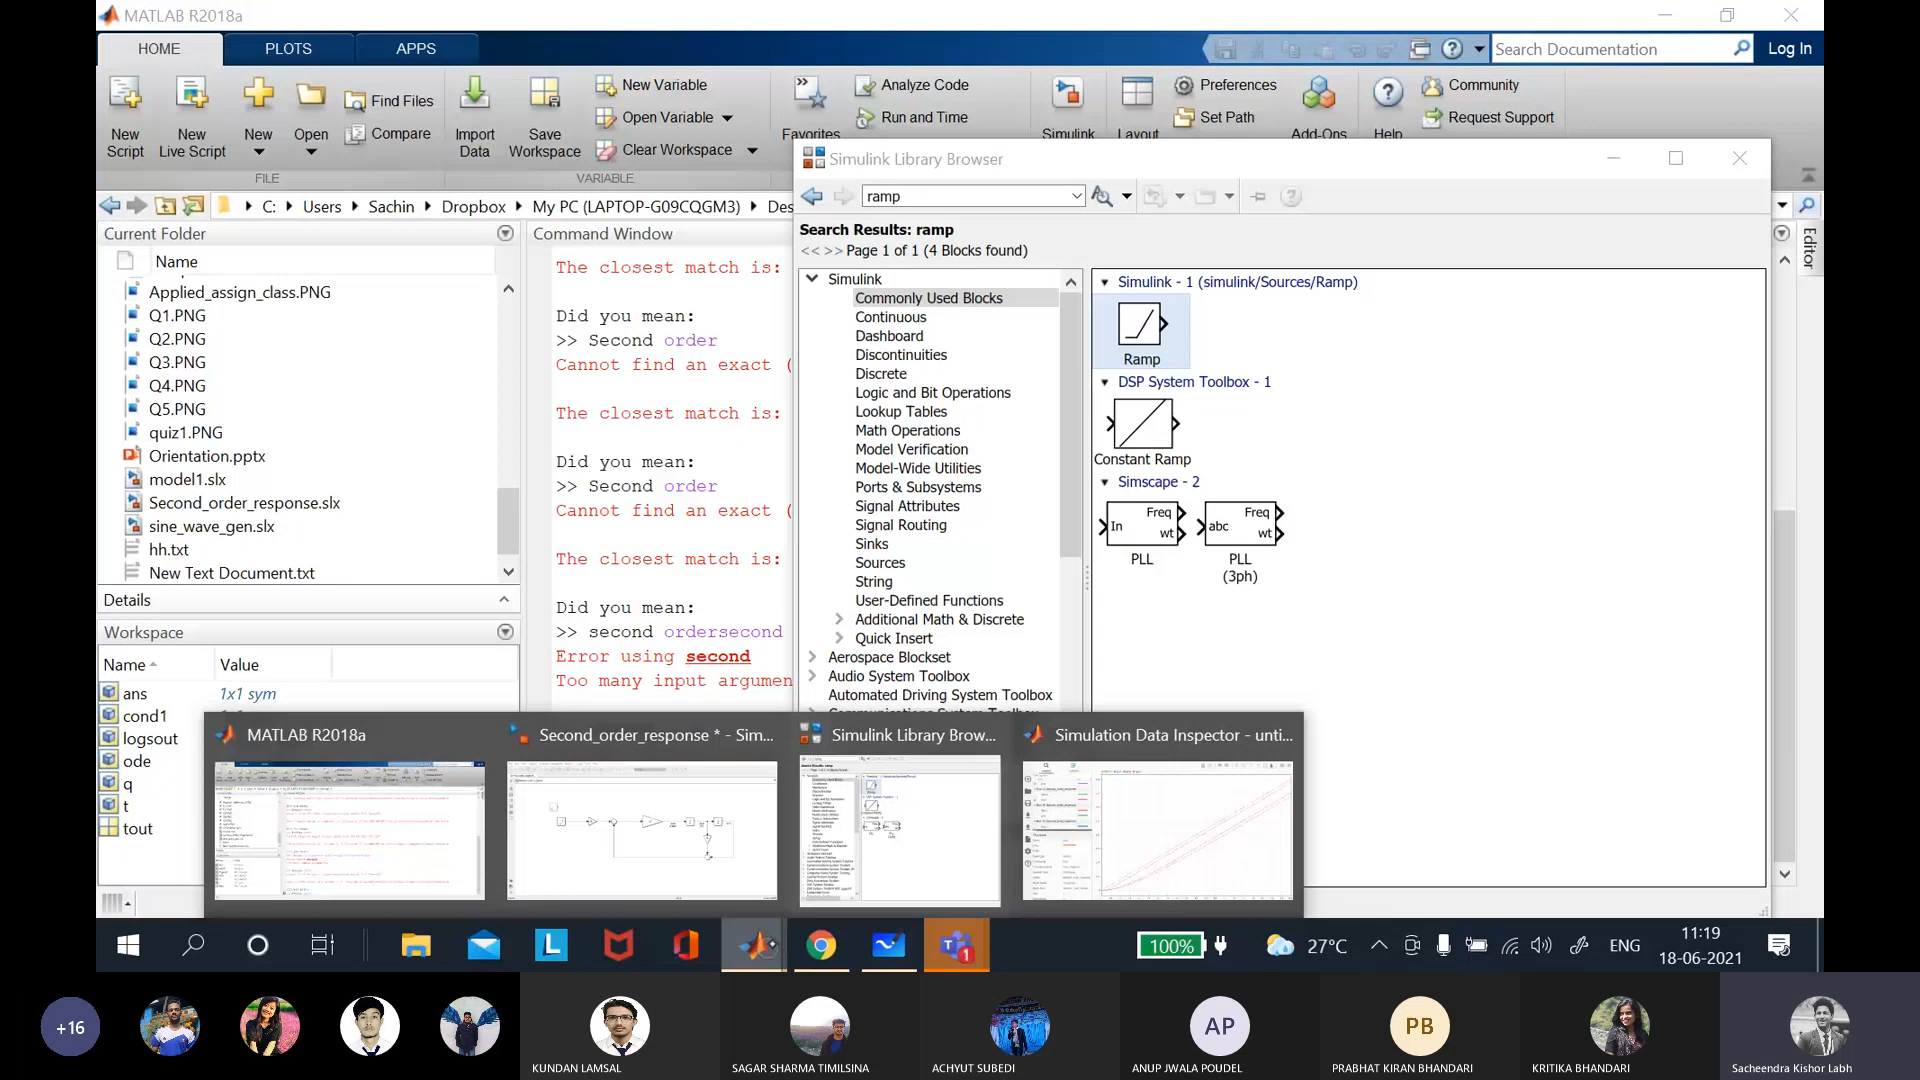 MATLAB R2018a
HOME
PLOTS
APPS
Search Documentation
Log In
New Script
New Live Script
New
Open
Find Files
Compare
Import Data
Save Workspace
New Variable
Open Variable
Clear Workspace
Favorites
Analyze Code
Run and Time
Simulink
Layout
Preferences
Set Path
Add-Ons
Help
Community
Request Support
FILE
VARIABLE
C: Users Sachin Dropbox My PC (LAPTOP-G09CQGM3) Des
Current Folder
Name
Applied_assign_class.PNG
Q1.PNG
Q2.PNG
Q3.PNG
Q4.PNG
Q5.PNG
quiz1.PNG
Orientation.pptx
model1.slx
Second_order_response.slx
sine_wave_gen.slx
hh.txt
New Text Document.txt
Details
Workspace
Name
Value
ans 1x1 sym
cond1
logsout
ode
q
t
tout
Command Window
The closest match is:
Did you mean:
>> Second order
Cannot find an exact (
The closest match is:
Did you mean:
>> Second order
Cannot find an exact (
The closest match is:
Did you mean:
>> second ordersecond
Error using second
Too many input argumen
Editor
Simulink Library Browser
ramp
Search Results: ramp
<< >> Page 1 of 1 (4 Blocks found)
Simulink
Commonly Used Blocks
Continuous
Dashboard
Discontinuities
Discrete
Logic and Bit Operations
Lookup Tables
Math Operations
Model Verification
Model-Wide Utilities
Ports & Subsystems
Signal Attributes
Signal Routing
Sinks
Sources
String
User-Defined Functions
Additional Math & Discrete
Quick Insert
Aerospace Blockset
Audio System Toolbox
Automated Driving System Toolbox
Communications System Toolbox
Simulink - 1 (simulink/Sources/Ramp)
Ramp
DSP System Toolbox - 1
Constant Ramp
Simscape - 2
In Freq wt
PLL
abc Freq wt
PLL
(3ph)
MATLAB R2018a
Second_order_response * - Sim...
Simulink Library Brow...
Simulation Data Inspector - unti...
L
1
100%
27°C
ENG
11:19
18-06-2021
+16
KUNDAN LAMSAL
SAGAR SHARMA TIMILSINA
ACHYUT SUBEDI
AP
ANUP JWALA POUDEL
PB
PRABHAT KIRAN BHANDARI
KRITIKA BHANDARI
Sacheendra Kishor Labh